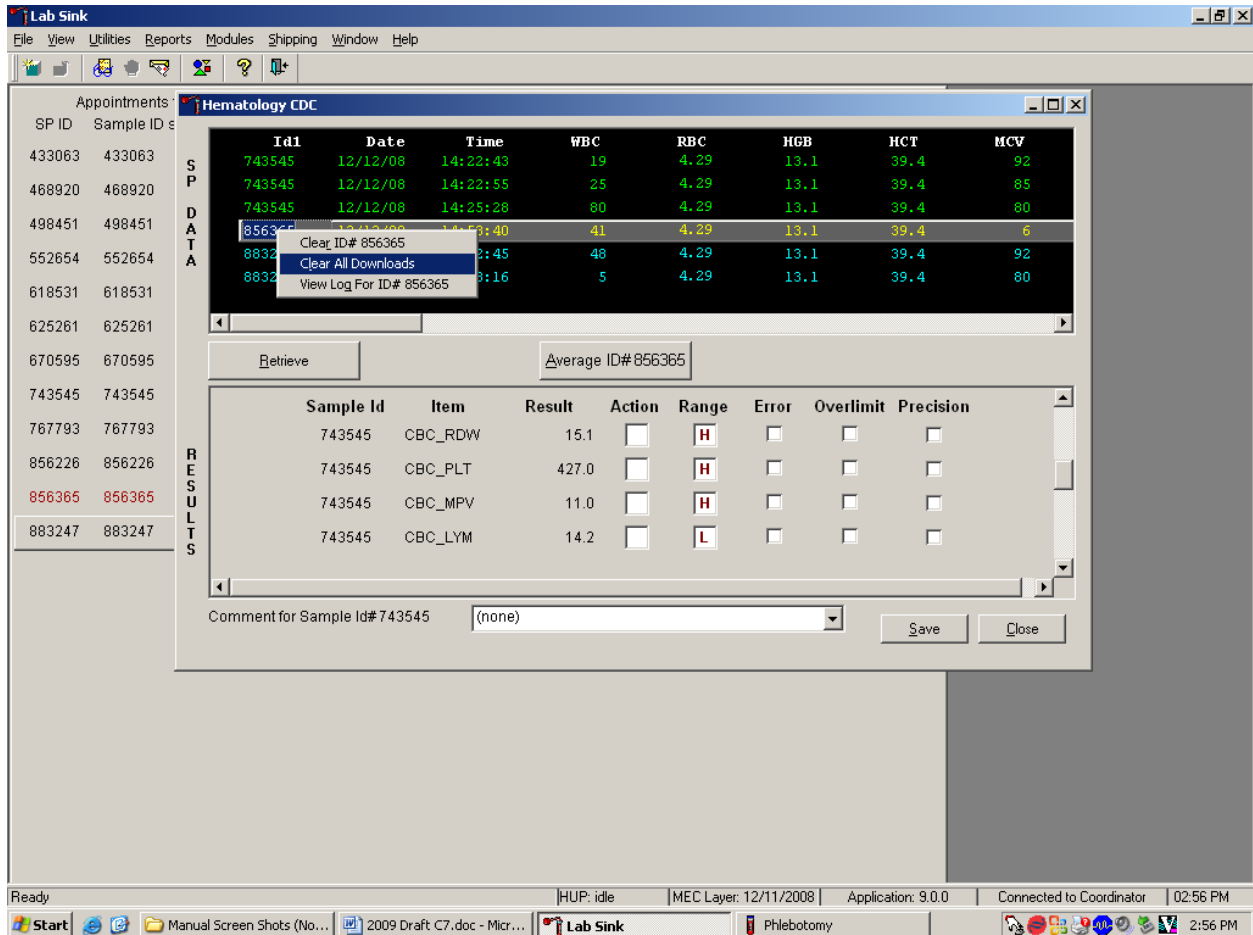 Lab Sink
File View Utilities Reports Modules Shipping Window Help
Appointments
SP ID Sample ID
433063 433063
468920 468920
498451 498451
552654 552654
618531 618531
625261 625261
670595 670595
743545 743545
767793 767793
856226 856226
856365 856365
883247 883247
Hematology CDC
SP DATA
Id1 Date Time WBC RBC HGB HCT MCV
743545 12/12/08 14:22:43 19 4.29 13.1 39.4 92
743545 12/12/08 14:22:55 25 4.29 13.1 39.4 85
743545 12/12/08 14:25:28 80 4.29 13.1 39.4 80
856365 3:40 41 4.29 13.1 39.4 6
8832 2:45 48 4.29 13.1 39.4 92
8832 3:16 5 4.29 13.1 39.4 80
Clear ID# 856365
Clear All Downloads
View Log For ID# 856365
Retrieve Average ID# 856365
RESULTS
Sample Id Item Result Action Range Error Overlimit Precision
743545 CBC_RDW 15.1 H
743545 CBC_PLT 427.0 H
743545 CBC_MPV 11.0 H
743545 CBC_LYM 14.2 L
Comment for Sample Id# 743545 (none)
Save Close
Ready HUP: idle MEC Layer: 12/11/2008 Application: 9.0.0 Connected to Coordinator 02:56 PM
Start Manual Screen Shots (No... 2009 Draft C7.doc - Micr... Lab Sink Phlebotomy 2:56 PM